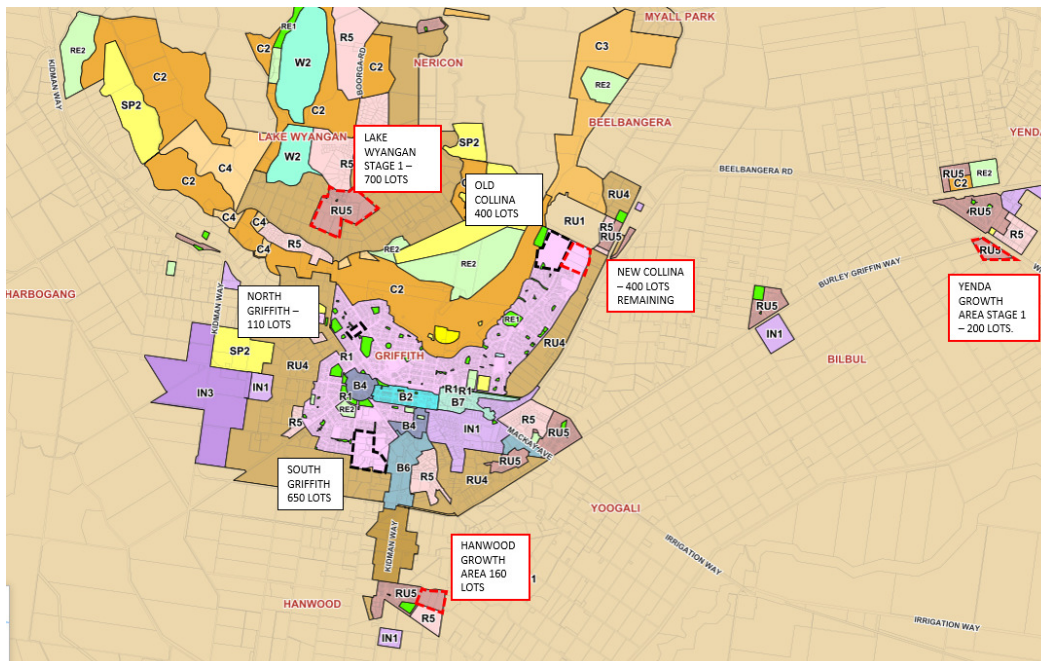 MYALL PARK
RE1
R5
C3
RE2
C2
W2
BOORGA RD
C2
NERICON
RE2
KIDMAN WAY
C2
SP2
C2
BEELBANGERA
YENDA
LAKE WYANGAN
LAKE
WYANGAN
STAGE 1 –
700 LOTS
SP2
BEELBANGERA RD
W2
R5
C4
RU5
C2
RE2
C2
OLD
COLLINA
400 LOTS
RU4
RU5
RU5
C4
RU1
R5
RU5
R5
C4
R5
RE2
RE2
RU5
NEW COLLINA
– 400 LOTS
REMAINING
BURLEY GRIFFIN WAY
THARBOGANG
KIDMAN WAY
NORTH
GRIFFITH –
110 LOTS
C2
RU5
YENDA
GROWTH
AREA STAGE 1
– 200 LOTS.
RE1
IN1
RU4
BILBUL
SP2
R1
GRIFFITH
RU4
IN3
IN1
B4
R1
R1
R1
B2
B7
RE2
R5
B4
IN1
R5
RU5
MACKAY AVE
RU5
B6
R5
RU4
SOUTH
GRIFFITH
650 LOTS
YOOGALI
KIDMAN WAY
HANWOOD
GROWTH
AREA 160
LOTS
IRRIGATION WAY
1
RU5
HANWOOD
R5
IN1
IRRIGATION WAY